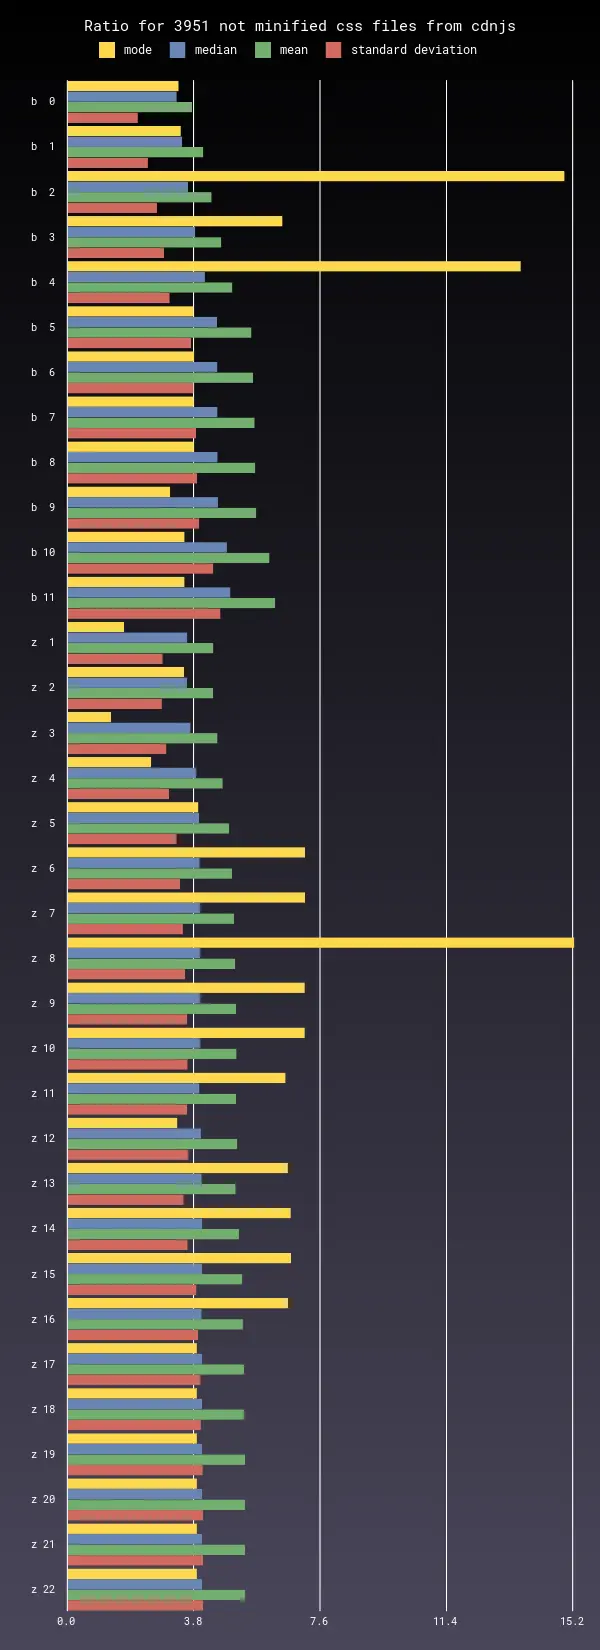 Ratio for 3951 not minified css files from cdnjs
mode median mean standard deviation
b 0
b 1
b 2
b 3
b 4
b 5
b 6
b 7
b 8
b 9
b 10
b 11
z 1
z 2
z 3
z 4
z 5
z 6
z 7
z 8
z 9
z 10
z 11
z 12
z 13
z 14
z 15
z 16
z 17
z 18
z 19
z 20
z 21
z 22
0.0 3.8 7.6 11.4 15.2